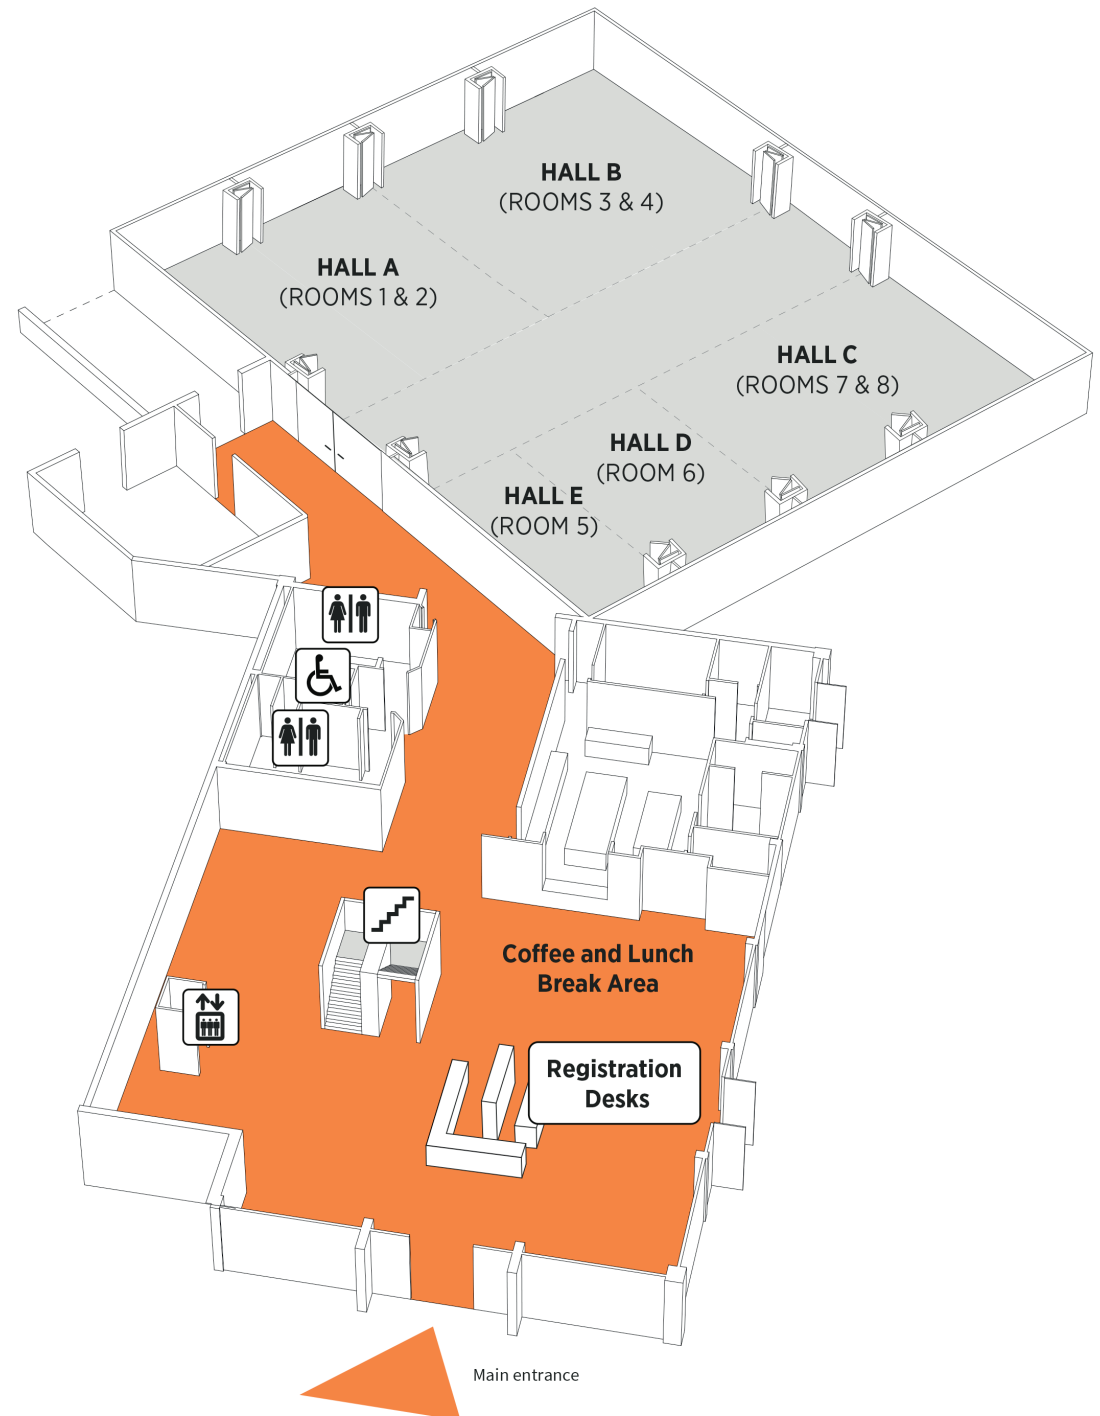 HALL B
(ROOMS 3 & 4)
HALL A
(ROOMS 1 & 2)
HALL C
(ROOMS 7 & 8)
HALL D
(ROOM 6)
HALL E
(ROOM 5)
Coffee and Lunch
Break Area
Registration
Desks
Main entrance